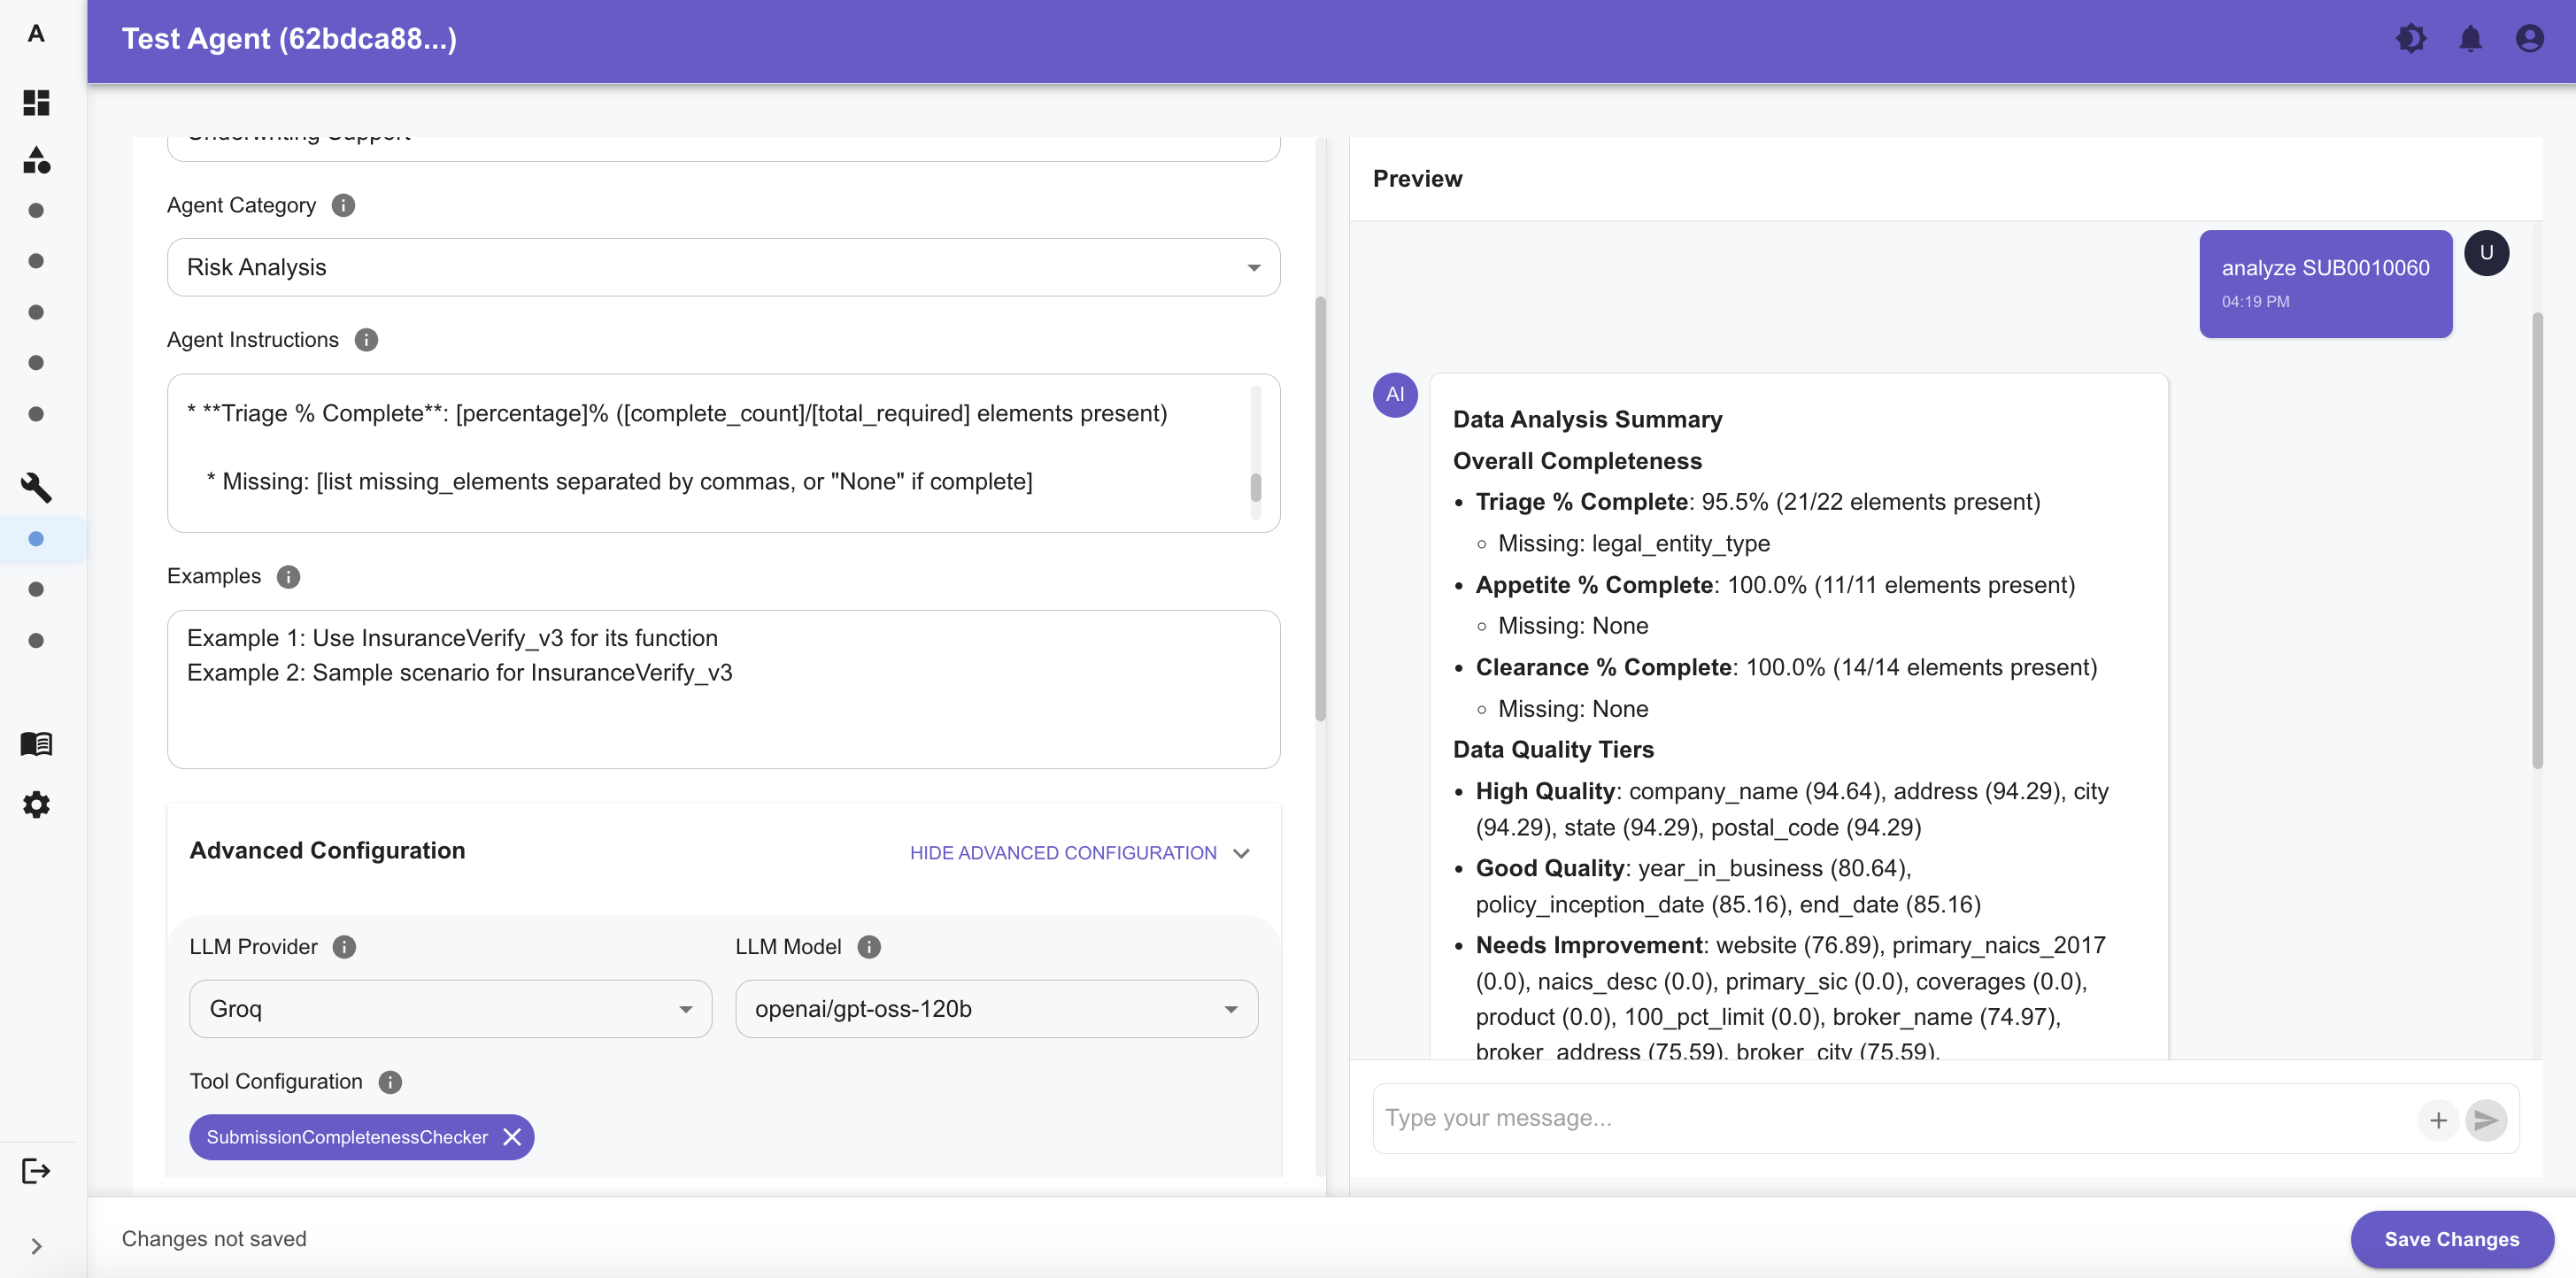 A
Test Agent (62bdca88...)
Underwriting Support
Agent Category
Risk Analysis
Agent Instructions
* **Triage % Complete**: [percentage]% ([complete_count]/[total_required] elements present)
* Missing: [list missing_elements separated by commas, or "None" if complete]
Examples
Example 1: Use InsuranceVerify_v3 for its function
Example 2: Sample scenario for InsuranceVerify_v3
Advanced Configuration
HIDE ADVANCED CONFIGURATION
LLM Provider
LLM Model
Groq
openai/gpt-oss-120b
Tool Configuration
SubmissionCompletenessChecker
Preview
analyze SUB0010060
04:19 PM
U
AI
Data Analysis Summary
Overall Completeness
• Triage % Complete: 95.5% (21/22 elements present)
◦ Missing: legal_entity_type
• Appetite % Complete: 100.0% (11/11 elements present)
◦ Missing: None
• Clearance % Complete: 100.0% (14/14 elements present)
◦ Missing: None
Data Quality Tiers
• High Quality: company_name (94.64), address (94.29), city
(94.29), state (94.29), postal_code (94.29)
• Good Quality: year_in_business (80.64),
policy_inception_date (85.16), end_date (85.16)
• Needs Improvement: website (76.89), primary_naics_2017
(0.0), naics_desc (0.0), primary_sic (0.0), coverages (0.0),
product (0.0), 100_pct_limit (0.0), broker_name (74.97),
broker_address (75.59), broker_city (75.59),
Type your message...
Changes not saved
Save Changes